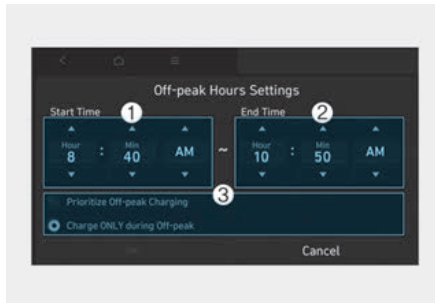 Off-peak Hours Settings
Start Time 1 End Time 2
Hour Min Hour Min
8 : 40 AM ~ 10 : 50 AM
3
Prioritize Off-peak Charging
Charge ONLY during Off-peak
Cancel